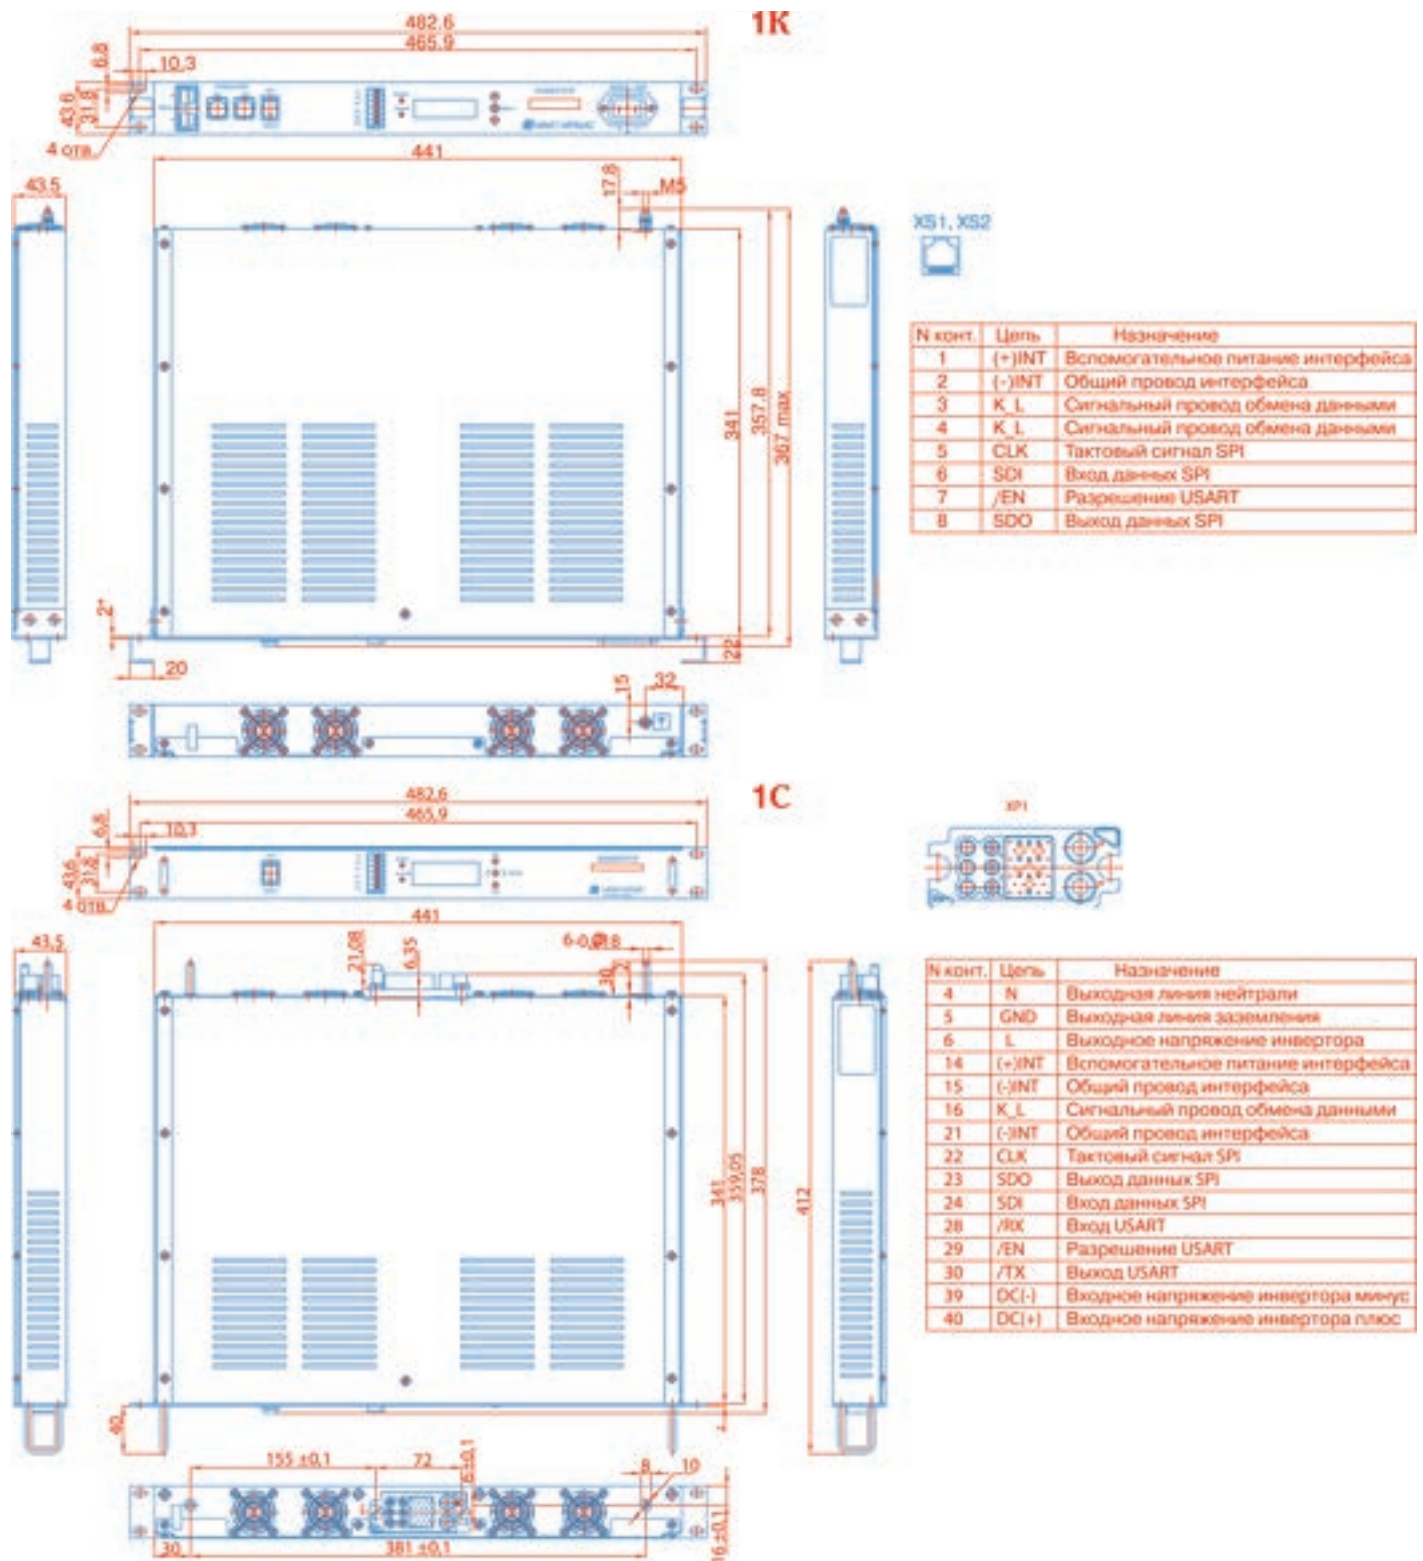 1К
482.6
465.9
6.8
10.3
43.6
31.8
4 отв.
441
43.5
17.8
M5
XS1, XS2
N конт. Цепь Назначение
1 (+)INT Вспомогательное питание интерфейса
2 (-)INT Общий провод интерфейса
3 K_L Сигнальный провод обмена данными
4 K_L Сигнальный провод обмена данными
5 CLK Тактовый сигнал SPI
6 SDI Вход данных SPI
7 /EN Разрешение USART
8 SDO Выход данных SPI
341
357.8
367 max
2*
22
20
15
32
1С
482,6
465,9
6,8
10,3
43,6
31,8
4 отв.
441
43,5
21,08
6,35
30
XP1
N конт. Цепь Назначение
4 N Выходная линия нейтрали
5 GND Выходная линия заземления
6 L Выходное напряжение инвертора
14 (+)INT Вспомогательное питание интерфейса
15 (-)INT Общий провод интерфейса
16 K_L Сигнальный провод обмена данными
21 (-)INT Общий провод интерфейса
22 CLK Тактовый сигнал SPI
23 SDO Выход данных SPI
24 SDI Вход данных SPI
28 /RX Вход USART
29 /EN Разрешение USART
30 /TX Выход USART
39 DC(-) Входное напряжение инвертора минус
40 DC(+) Входное напряжение инвертора плюс
341
359,05
378
412
40
155 ±0,1
72
6±0,1
8
10
30
381 ±0,1
16 ±0,1